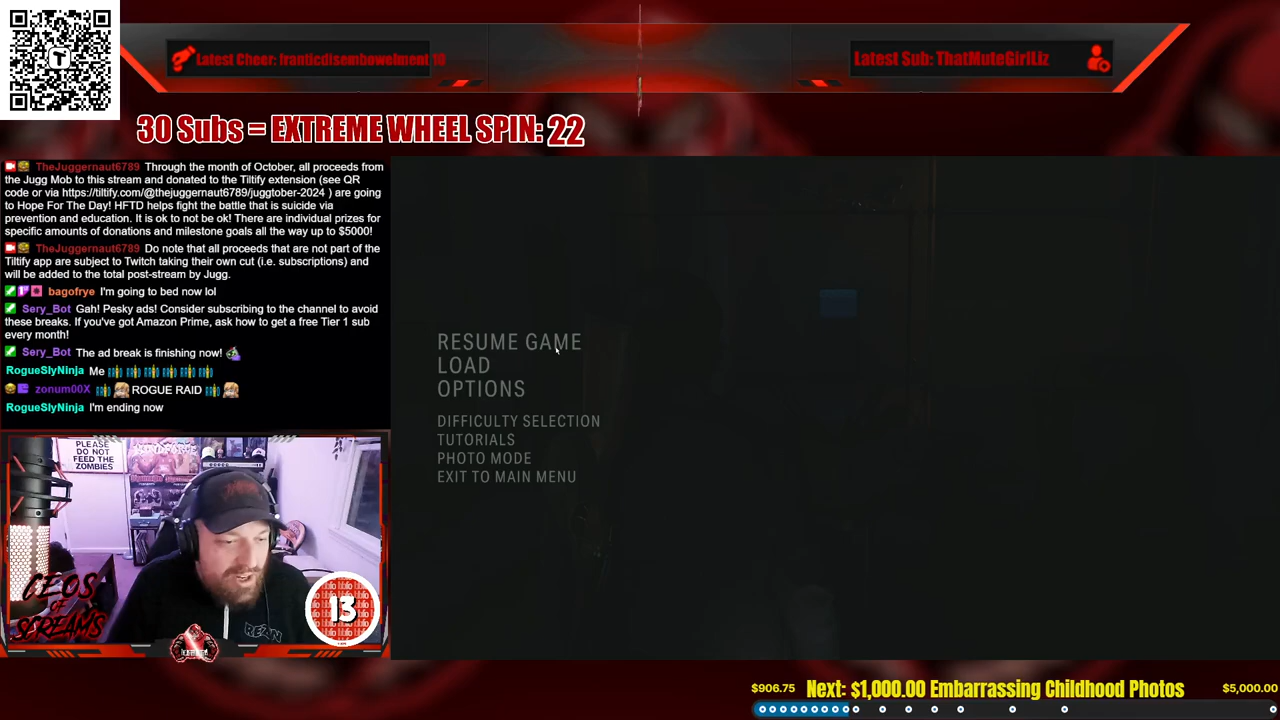 Latest Cheer: franticdisembowelment 10
Latest Sub: ThatMuteGirlLiz
30 Subs = EXTREME WHEEL SPIN: 22
TheJuggernaut6789 Through the month of October, all proceeds from
the Jugg Mob to this stream and donated to the Tiltify extension (see QR
code or via https://tiltify.com/@thejuggernaut6789/juggtober-2024 ) are going
to Hope For The Day! HFTD helps fight the battle that is suicide via
prevention and education. It is ok to not be ok! There are individual prizes for
specific amounts of donations and milestone goals all the way up to $5000!
TheJuggernaut6789 Do note that all proceeds that are not part of the
Tiltify app are subject to Twitch taking their own cut (i.e. subscriptions) and
will be added to the total post-stream by Jugg.
bagofrye I'm going to bed now lol
Sery_Bot Gah! Pesky ads! Consider subscribing to the channel to avoid
these breaks. If you've got Amazon Prime, ask how to get a free Tier 1 sub
every month!
Sery_Bot The ad break is finishing now!
RogueSlyNinja Me
zonum00X ROGUE RAID
RogueSlyNinja I'm ending now
RESUME GAME
LOAD
OPTIONS
DIFFICULTY SELECTION
TUTORIALS
PHOTO MODE
EXIT TO MAIN MENU
PLEASE
DO NOT
FEED THE
ZOMBIES
CEOS
OF
SCREAMS
13
$906.75 Next: $1,000.00 Embarrassing Childhood Photos $5,000.00